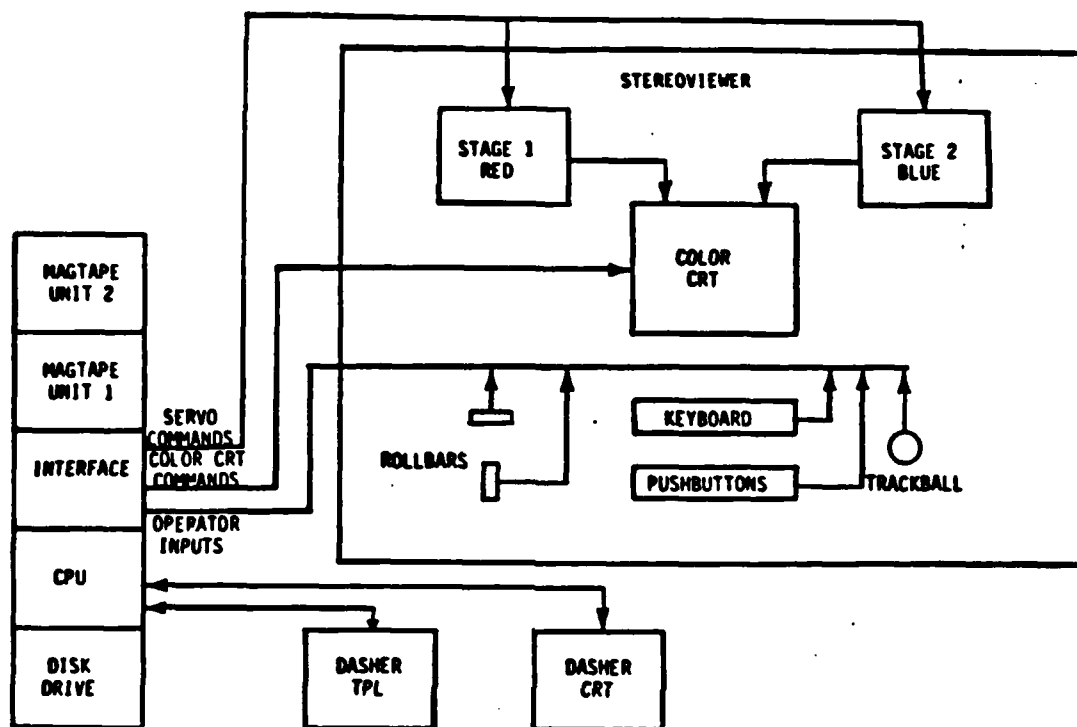 STEREOVIEWER
STAGE 1
RED
STAGE 2
BLUE
COLOR
CRT
MAGTAPE
UNIT 2
MAGTAPE
UNIT 1
INTERFACE
CPU
DISK
DRIVE
SERVO
COMMANDS
COLOR CRT
COMMANDS
OPERATOR
INPUTS
ROLLBARS
KEYBOARD
PUSHBUTTONS
TRACKBALL
DASHER
TPL
DASHER
CRT